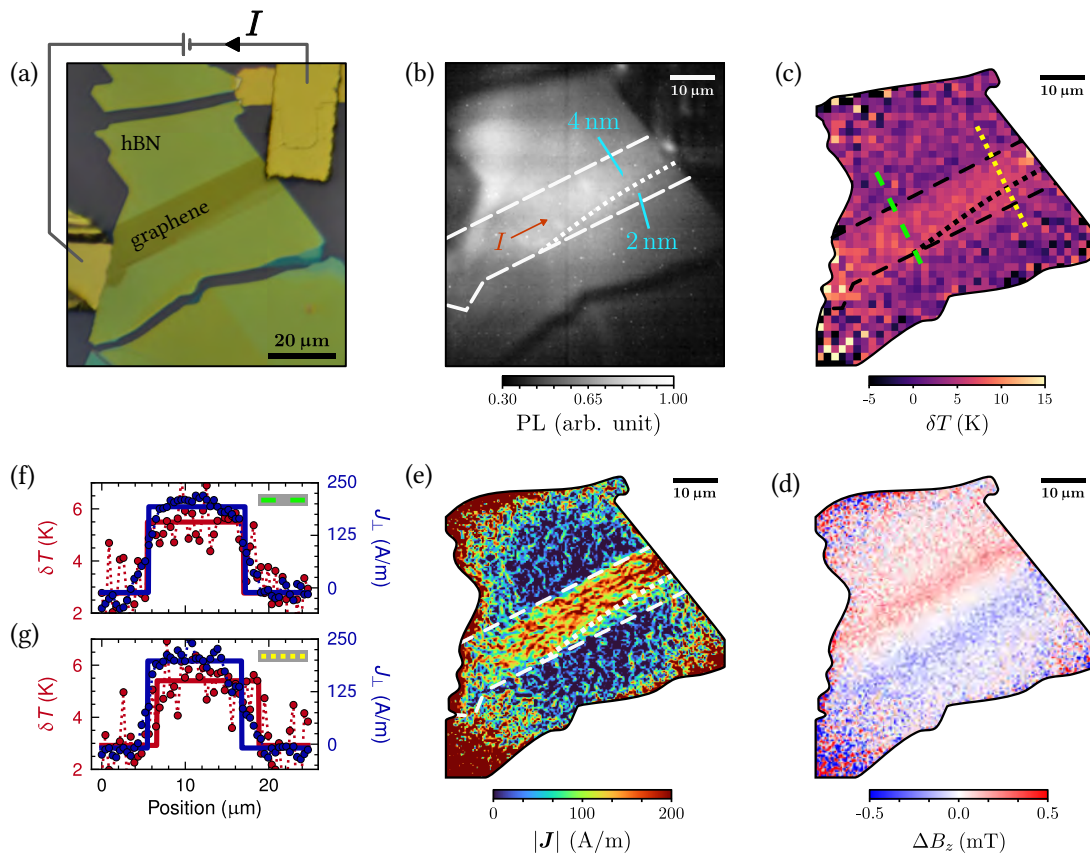 I
(a)
hBN
graphene
20 μm
(b)
10 μm
4 nm
I
2 nm
0.30 0.65 1.00
PL (arb. unit)
(c)
10 μm
-5 0 5 10 15
δT (K)
(f)
δT (K)
6
4
2
250
125
0
J⊥ (A/m)
(g)
δT (K)
6
4
2
250
125
0
J⊥ (A/m)
0 10 20
Position (μm)
(e)
10 μm
0 100 200
|J| (A/m)
(d)
10 μm
-0.5 0.0 0.5
ΔBz (mT)